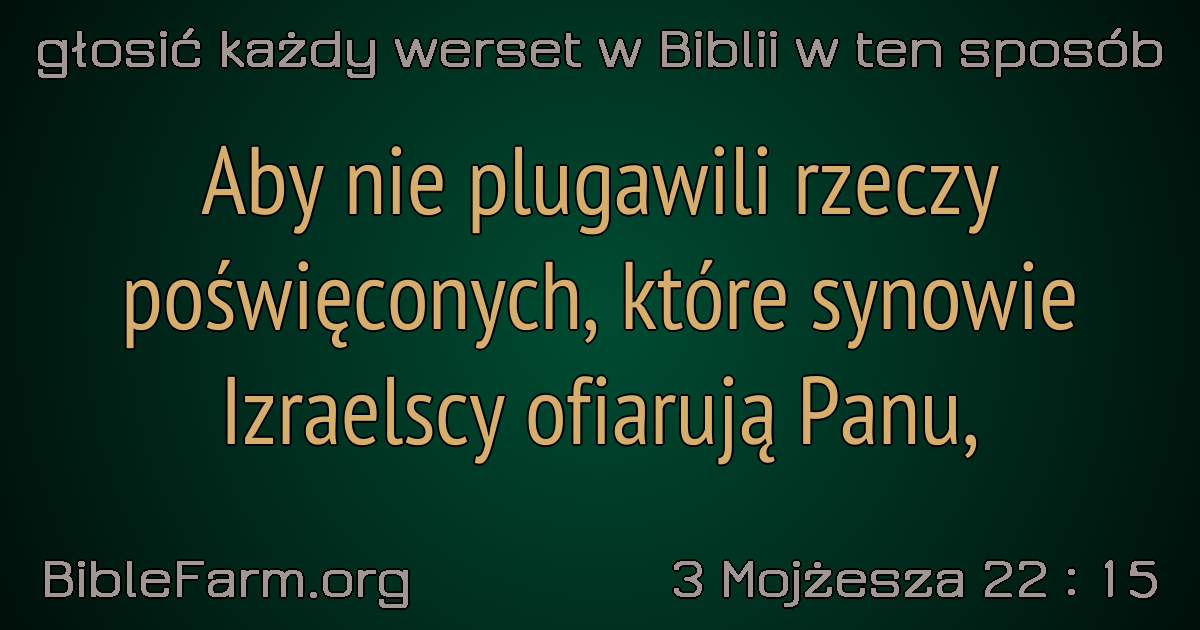 głosić każdy werset w Biblii w ten sposób
Aby nie plugawili rzeczy
poświęconych, które synowie
Izraelscy ofiarują Panu,
BibleFarm.org
3 Mojżesza 22 : 15